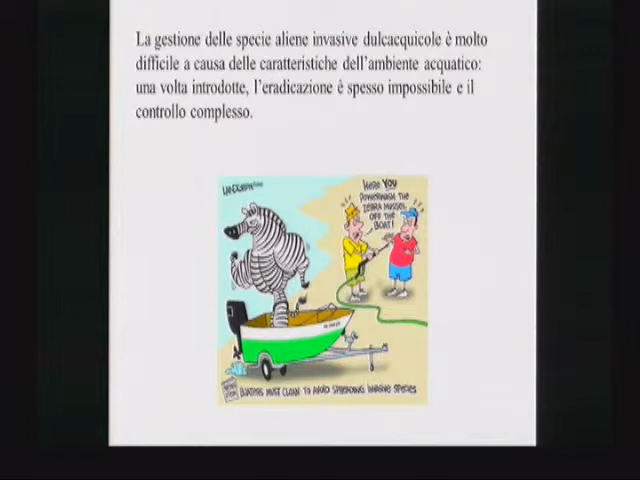 La gestione delle specie aliene invasive dulcacquicole è molto
difficile a causa delle caratteristiche dell'ambiente acquatico:
una volta introdotte, l'eradicazione è spesso impossibile e il
controllo complesso.
HERE YOU
POWERWASH THE
ZEBRA MUSSEL
OFF THE
BOAT!
BOATERS MUST CLEAN TO AVOID SPREADING INVASIVE SPECIES